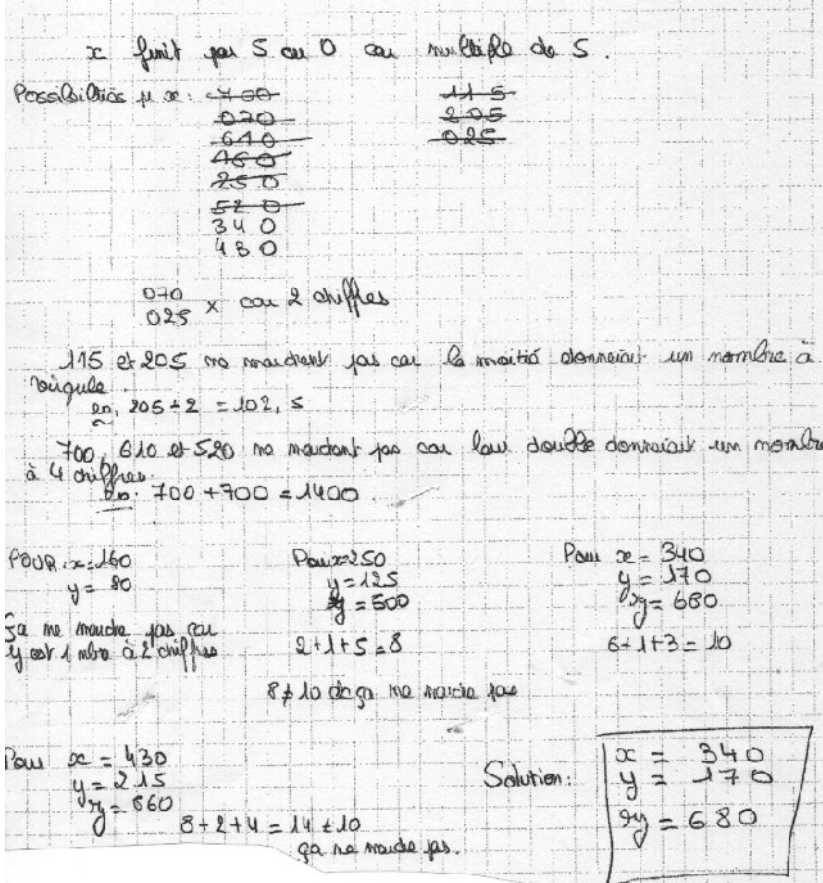 x finit par 5 ou 0 car multiple de 5.
Possibilités pr x : 700 115
070 205
610 025
160
250
520
340
430
070
025 x car 2 chiffres
115 et 205 ne marchent pas car la moitié donnerait un nombre à
virgule.
ex. 205÷2 = 102,5
700, 610 et 520 ne marchent pas car leur double donnerait un nombre
à 4 chiffres.
ex. 700 + 700 = 1400
POUR x=160 Pour x=250 Pour x = 340
y = 80 y = 125 y = 170
y = 500 y = 680
ça ne marche pas car
y est 1 nbre à 2 chiffres 2+1+5=8 6+1+3=10
8≠10 dc ça ne marche pas
Pour x = 430
y = 215
y = 860
8+2+4 = 14 ≠ 10
ça ne marche pas.
Solution : x = 340
y = 170
y = 680